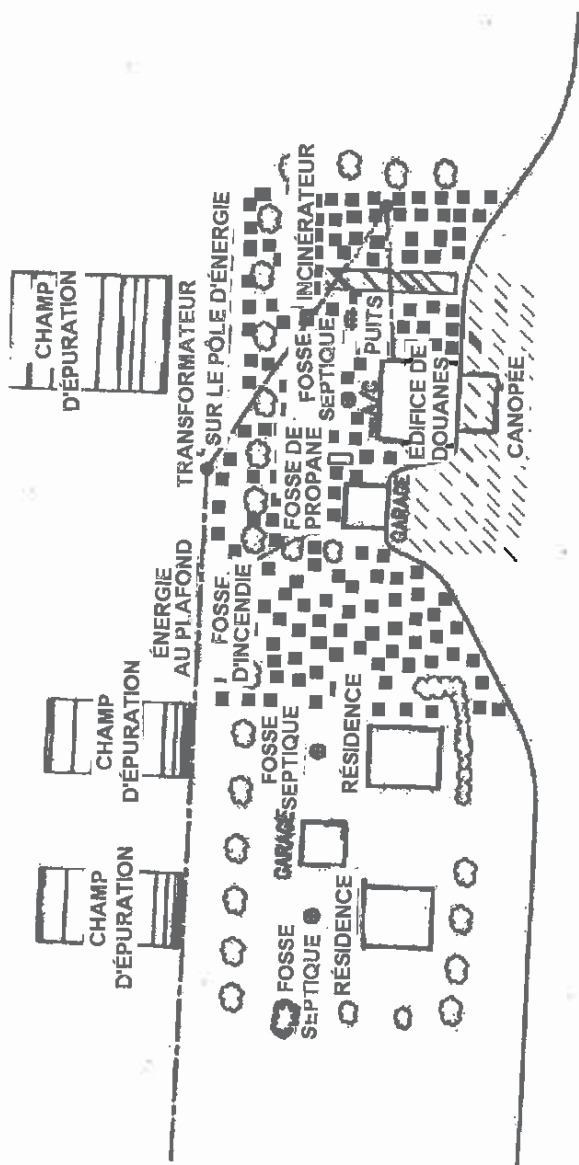 CHAMP
D'ÉPURATION
CHAMP
D'ÉPURATION
CHAMP
D'ÉPURATION
ÉNERGIE
AU PLAFOND
TRANSFORMATEUR
SUR LE PÔLE D'ÉNERGIE
FOSSE
D'INCENDIE
FOSSE DE
PROPANE
FOSSE
SEPTIQUE
INCINÉRATEUR
FOSSE
SEPTIQUE
GARAGE
FOSSE
SEPTIQUE
RÉSIDENCE
RÉSIDENCE
GARAGE
A/C
PUITS
ÉDIFICE DE
DOUANES
CANOPÉE